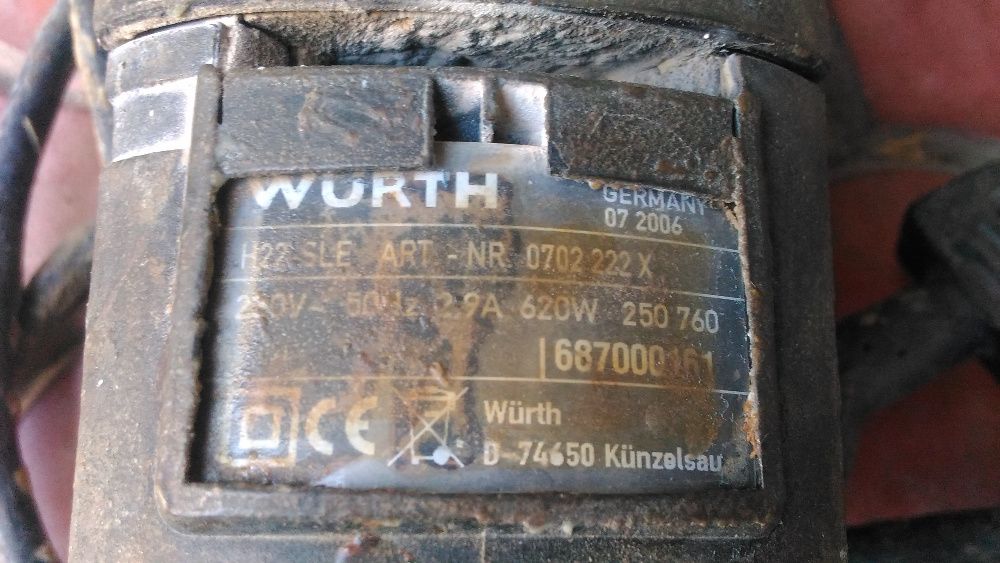 WÜRTH
GERMANY
07 2006
H22 SLE ART.-NR. 0702 222 X
230V~ 50Hz 2.9A 620W 250 760
687000161
CE
Würth
D-74650 Künzelsau